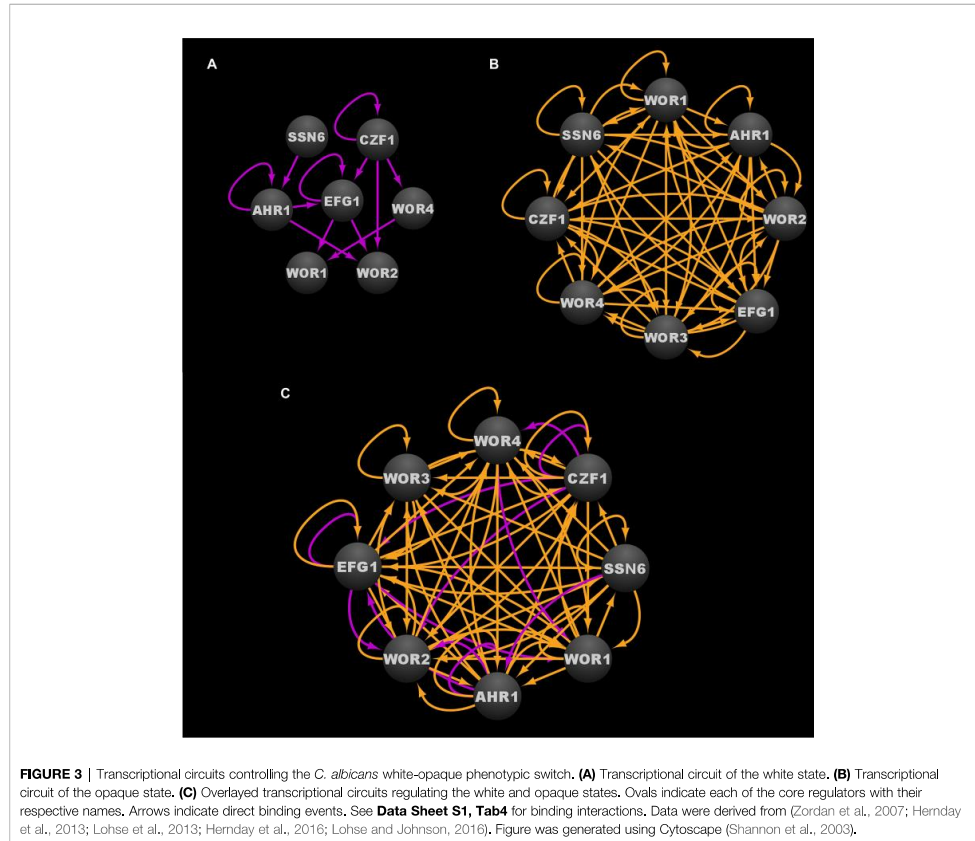 A
B
WOR1
SSN6
CZF1
SSN6
AHR1
AHR1
EFG1
WOR4
CZF1
WOR2
WOR1
WOR2
WOR4
EFG1
WOR3
C
WOR4
WOR3
CZF1
EFG1
SSN6
WOR2
WOR1
AHR1
FIGURE 3 | Transcriptional circuits controlling the C. albicans white-opaque phenotypic switch. (A) Transcriptional circuit of the white state. (B) Transcriptional
circuit of the opaque state. (C) Overlayed transcriptional circuits regulating the white and opaque states. Ovals indicate each of the core regulators with their
respective names. Arrows indicate direct binding events. See Data Sheet S1, Tab4 for binding interactions. Data were derived from (Zordan et al., 2007; Hernday
et al., 2013; Lohse et al., 2013; Hernday et al., 2016; Lohse and Johnson, 2016). Figure was generated using Cytoscape (Shannon et al., 2003).